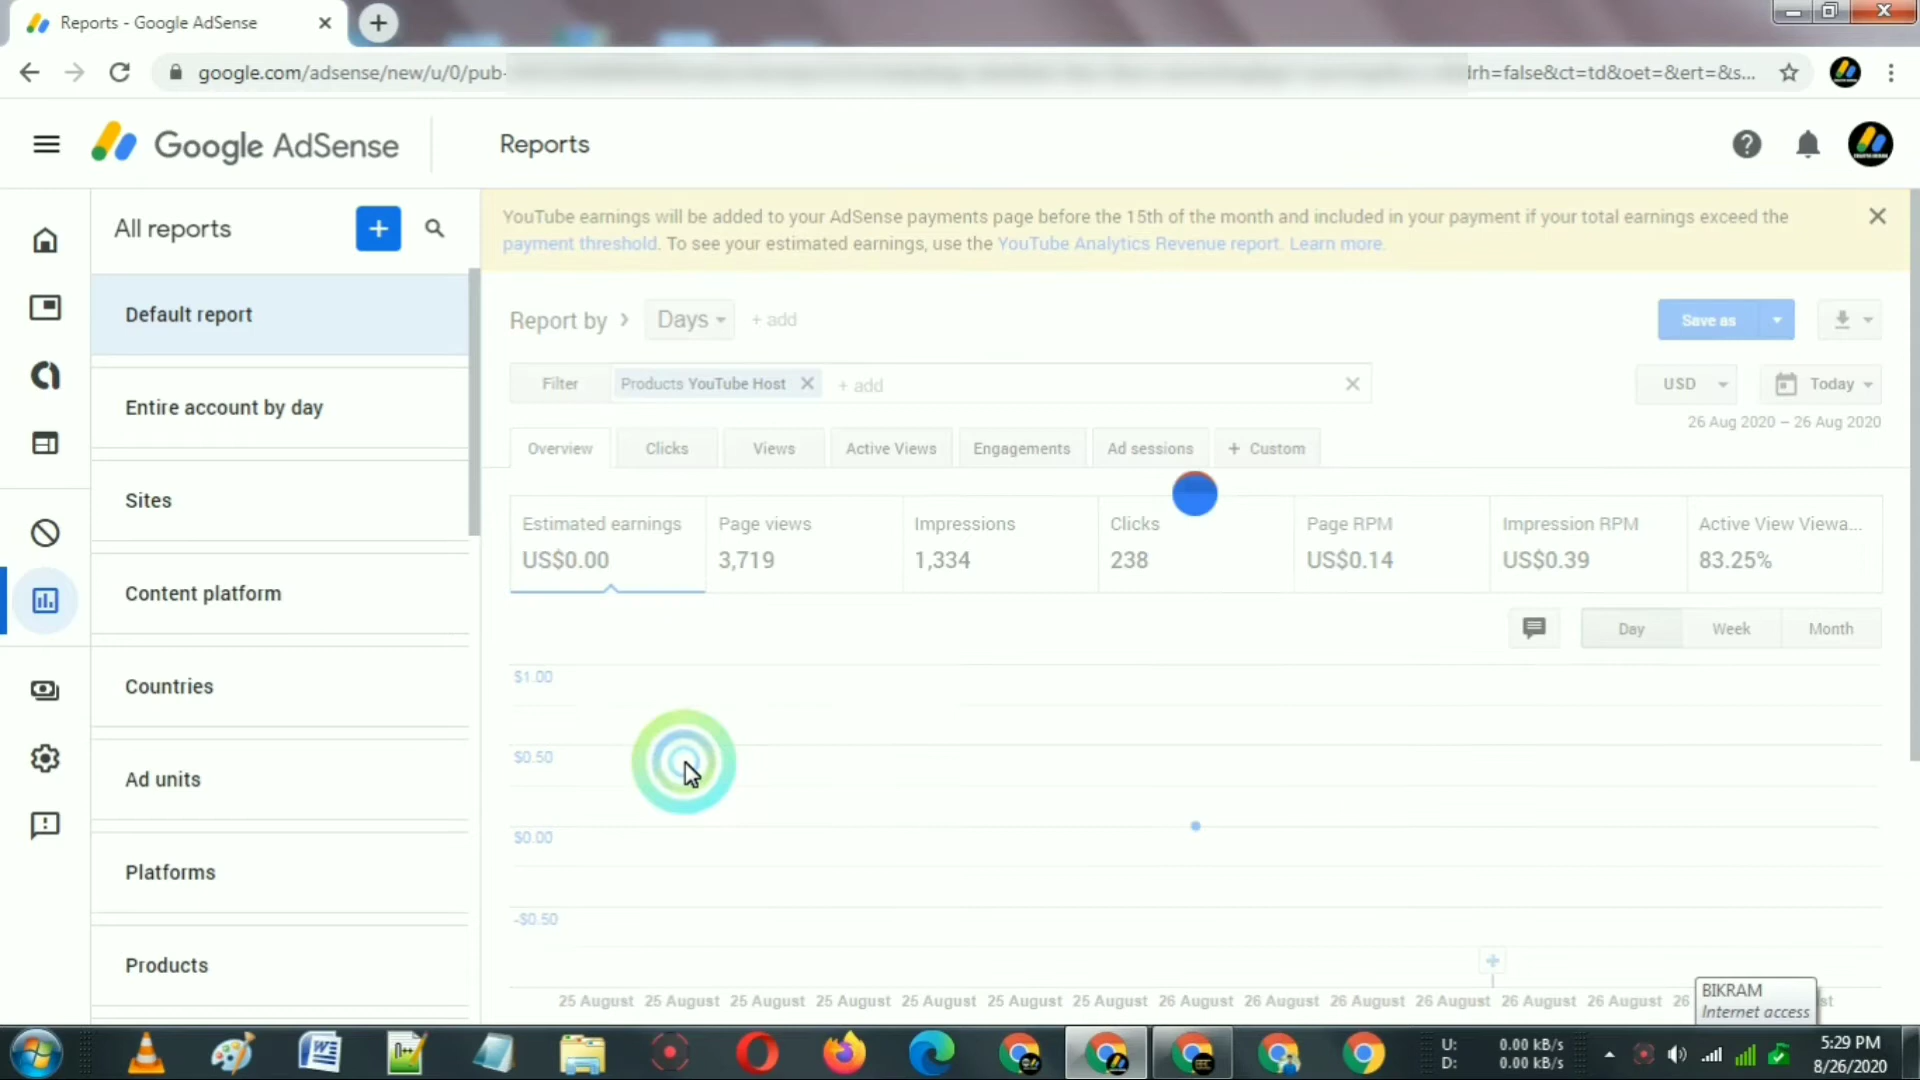 Reports - Google AdSense
google.com/adsense/new/u/0/pub-
drh=false&ct=td&oet=&ert=&s...
Google AdSense
Reports
All reports
Default report
Entire account by day
Sites
Content platform
Countries
Ad units
Platforms
Products
YouTube earnings will be added to your AdSense payments page before the 15th of the month and included in your payment if your total earnings exceed the
payment threshold. To see your estimated earnings, use the YouTube Analytics Revenue report. Learn more.
Report by > Days + add
Save as
Filter Products YouTube Host + add
USD Today
26 Aug 2020 – 26 Aug 2020
Overview Clicks Views Active Views Engagements Ad sessions + Custom
Estimated earnings Page views Impressions Clicks Page RPM Impression RPM Active View Viewa...
US$0.00 3,719 1,334 238 US$0.14 US$0.39 83.25%
Day Week Month
$1.00
$0.50
$0.00
-$0.50
25 August 25 August 25 August 25 August 25 August 25 August 25 August 26 August 26 August 26 August 26 August 26 August 26 August 26
BIKRAM
Internet access
U: 0.00 kB/s
D: 0.00 kB/s
5:29 PM
8/26/2020